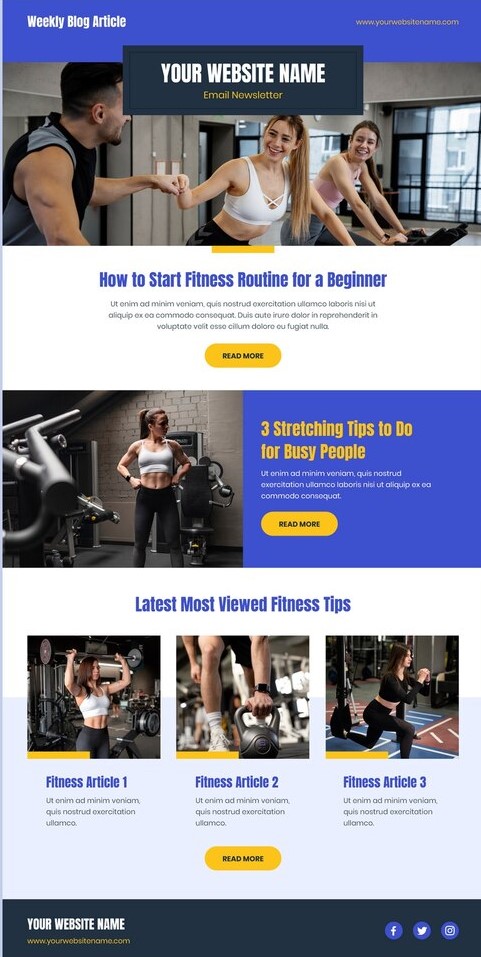 Weekly Blog Article
www.yourwebsitename.com
YOUR WEBSITE NAME
Email Newsletter
How to Start Fitness Routine for a Beginner
Ut enim ad minim veniam, quis nostrud exercitation ullamco laboris nisi ut
aliquip ex ea commodo consequat. Duis aute irure dolor in reprehenderit in
voluptate velit esse cillum dolore eu fugiat nulla.
READ MORE
3 Stretching Tips to Do
for Busy People
Ut enim ad minim veniam, quis nostrud
exercitation ullamco laboris nisi ut aliquip ex ea
commodo consequat.
READ MORE
Latest Most Viewed Fitness Tips
Fitness Article 1
Ut enim ad minim veniam,
quis nostrud exercitation
ullamco.
Fitness Article 2
Ut enim ad minim veniam,
quis nostrud exercitation
ullamco.
Fitness Article 3
Ut enim ad minim veniam,
quis nostrud exercitation
ullamco.
READ MORE
YOUR WEBSITE NAME
www.yourwebsitename.com